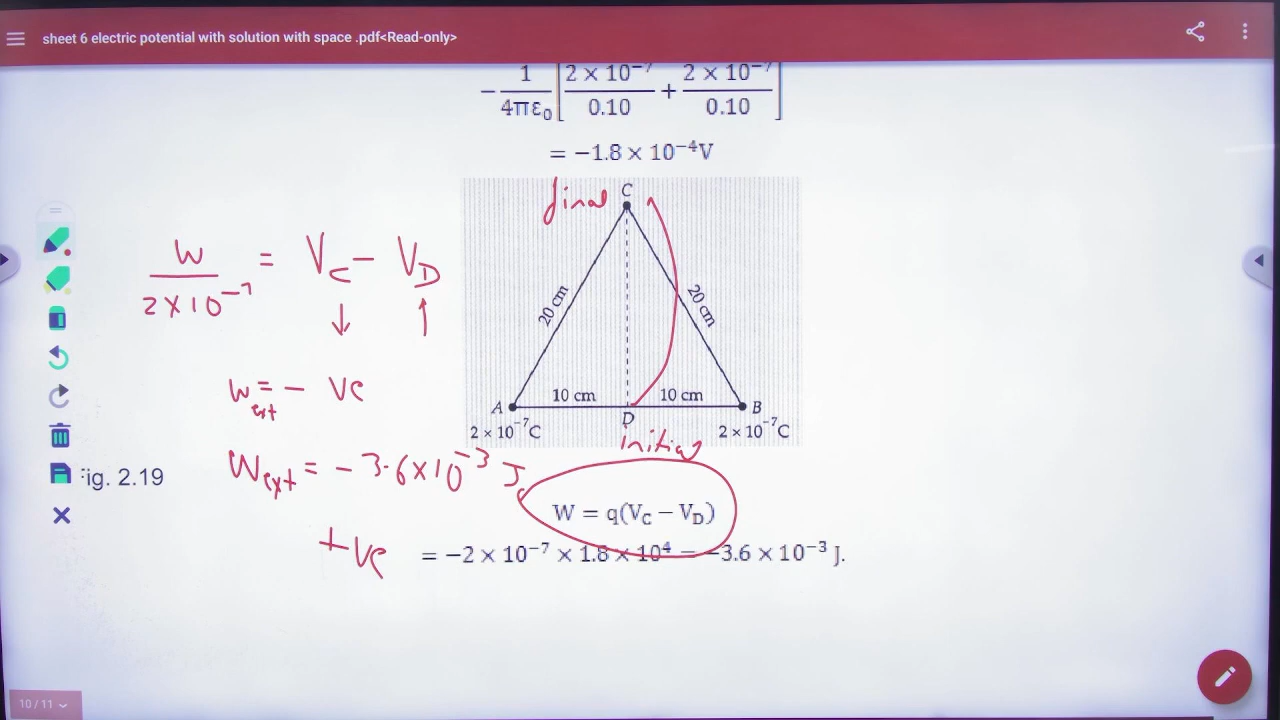 sheet 6 electric potential with solution with space .pdf<Read-only>
− 1/4πε₀ [2 × 10⁻⁷/0.10 + 2 × 10⁻⁷/0.10]
= −1.8 × 10⁻⁴V
final C
W/2×10⁻⁷ = V_C − V_D
20 cm 20 cm
w_ext = − ve
A 10 cm D 10 cm B
2 × 10⁻⁷C 2 × 10⁻⁷C
initial
W_ext = −3.6×10⁻³ J
Fig. 2.19
W = q(V_C − V_D)
+ve
= −2 × 10⁻⁷ × 1.8 × 10⁴ = −3.6 × 10⁻³ J.
10 / 11